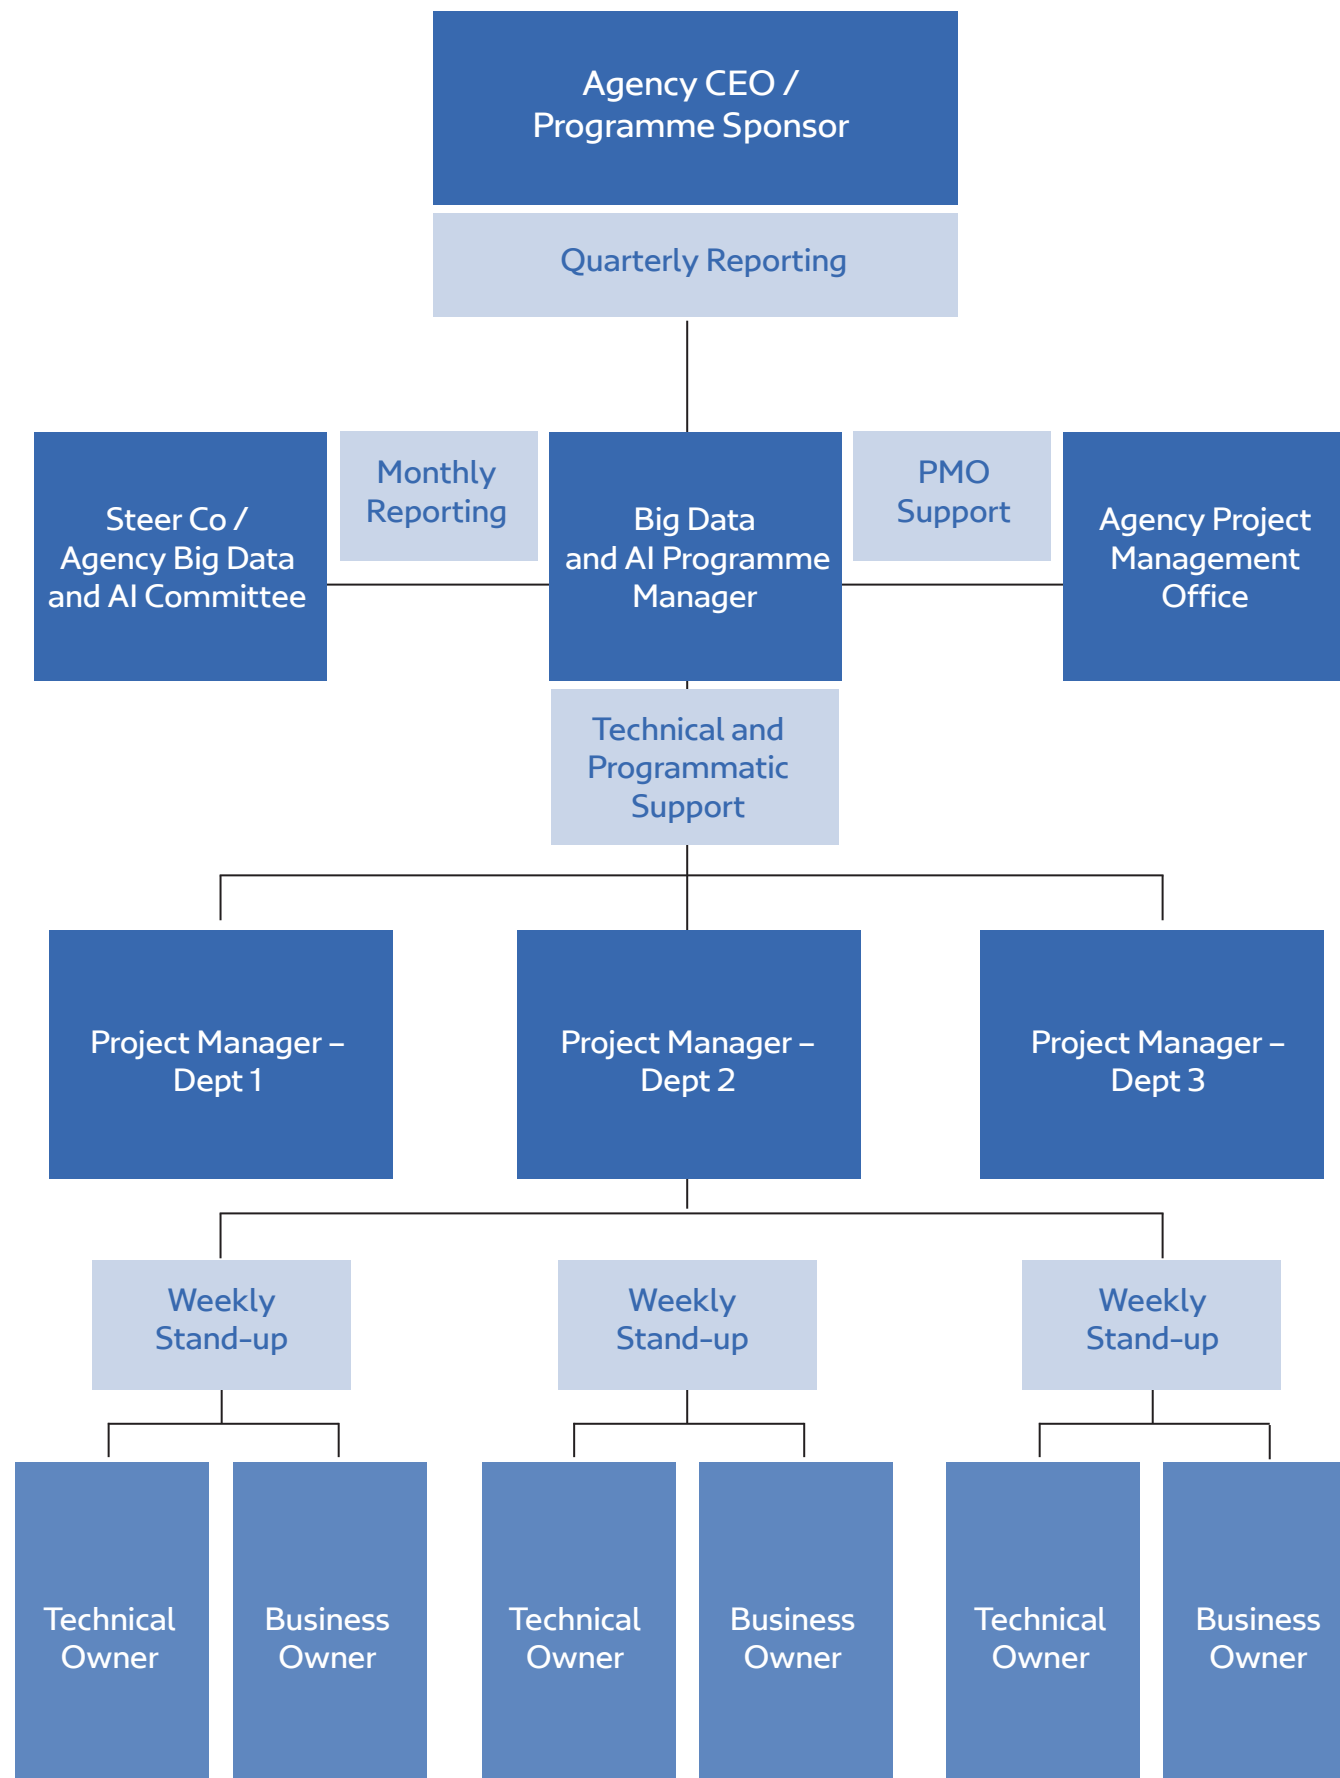 Agency CEO /
Programme Sponsor
Quarterly Reporting
Steer Co /
Agency Big Data
and AI Committee
Monthly
Reporting
Big Data
and AI Programme
Manager
PMO
Support
Agency Project
Management
Office
Technical and
Programmatic
Support
Project Manager –
Dept 1
Project Manager –
Dept 2
Project Manager –
Dept 3
Weekly
Stand-up
Weekly
Stand-up
Weekly
Stand-up
Technical
Owner
Business
Owner
Technical
Owner
Business
Owner
Technical
Owner
Business
Owner